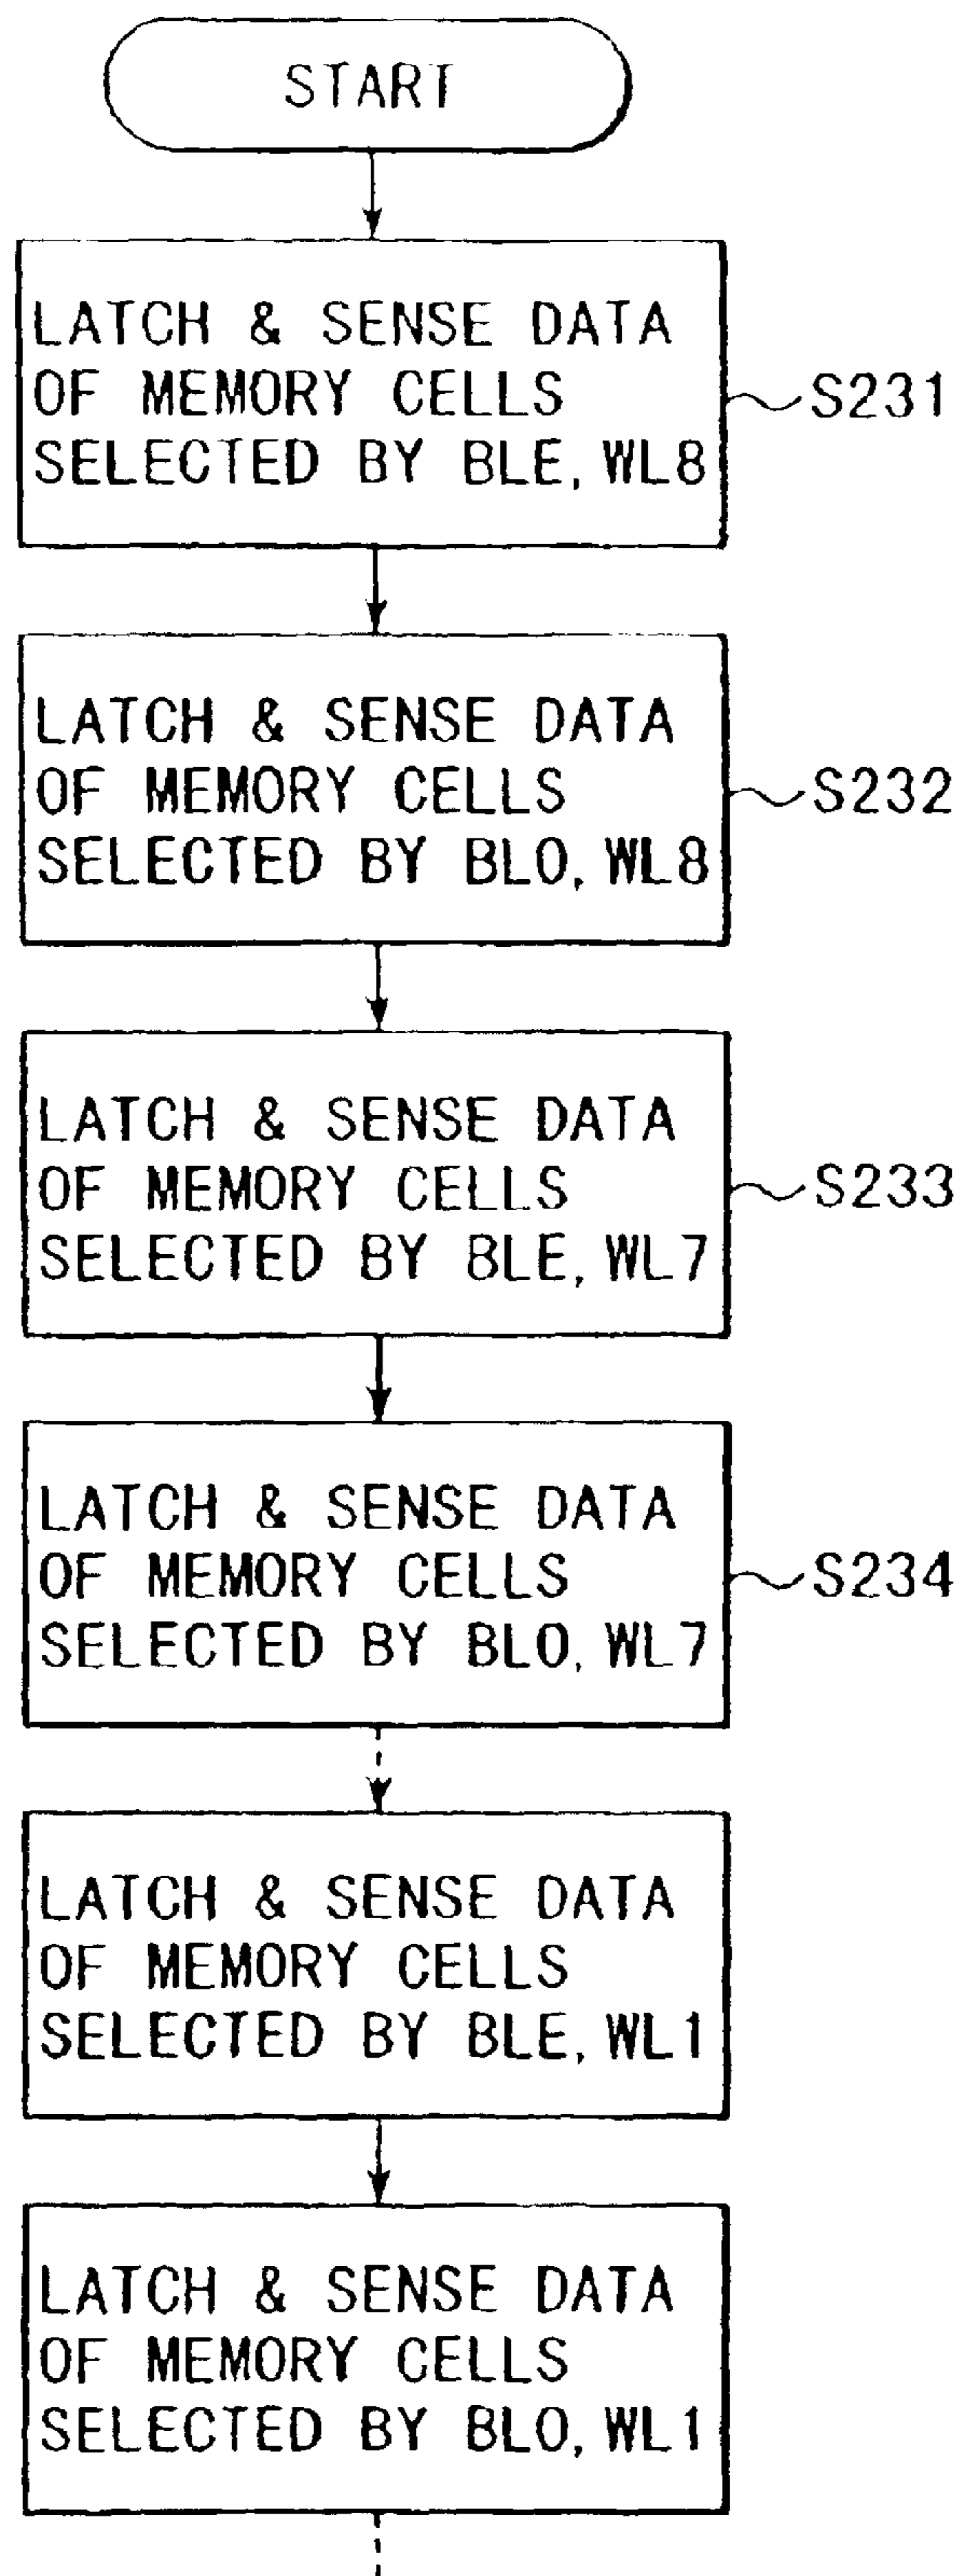 START
LATCH & SENSE DATA
OF MEMORY CELLS
SELECTED BY BLE, WL8
S231
LATCH & SENSE DATA
OF MEMORY CELLS
SELECTED BY BLO, WL8
S232
LATCH & SENSE DATA
OF MEMORY CELLS
SELECTED BY BLE, WL7
S233
LATCH & SENSE DATA
OF MEMORY CELLS
SELECTED BY BLO, WL7
S234
LATCH & SENSE DATA
OF MEMORY CELLS
SELECTED BY BLE, WL1
LATCH & SENSE DATA
OF MEMORY CELLS
SELECTED BY BLO, WL1